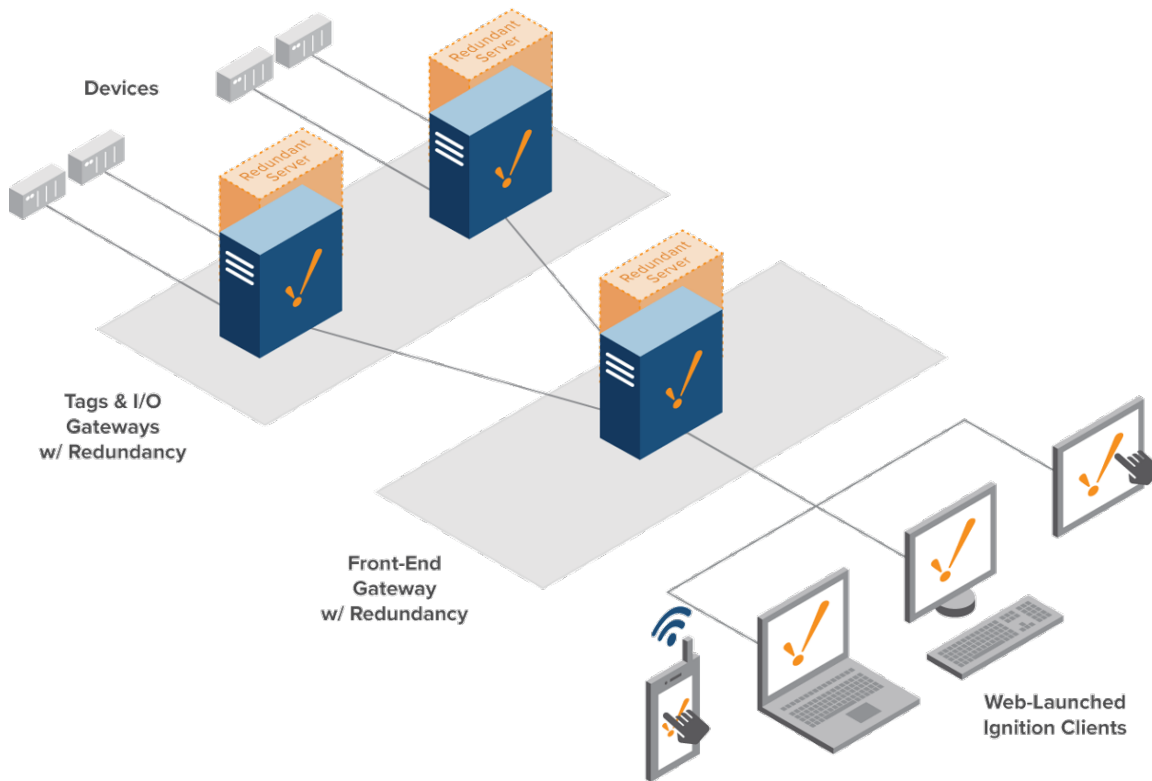 Redundant
Server
Devices
Redundant
Server
Redundant
Server
Tags & I/O
Gateways
w/ Redundancy
Front-End
Gateway
w/ Redundancy
Web-Launched
Ignition Clients